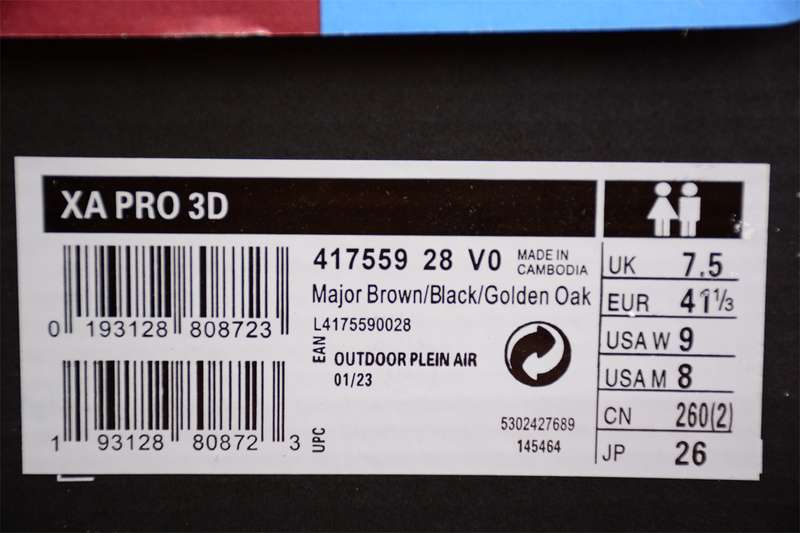 XA PRO 3D
417559 28 V0
MADE IN
CAMBODIA
Major Brown/Black/Golden Oak
L4175590028
0 193128 808723
EAN
OUTDOOR PLEIN AIR
01/23
1 93128 80872 3
UPC
5302427689
145464
UK 7.5
EUR 41⅓
USA W 9
USA M 8
CN 260(2)
JP 26